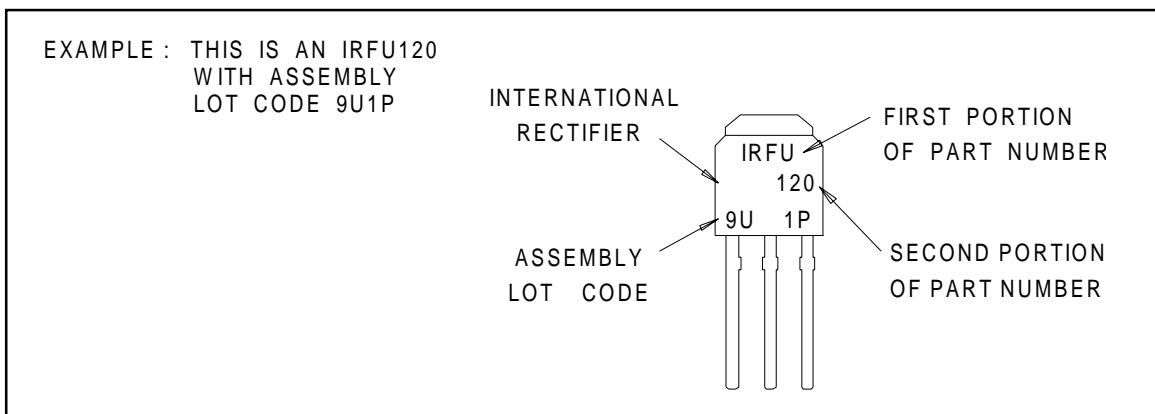 EXAMPLE : THIS IS AN IRFU120
WITH ASSEMBLY
LOT CODE 9U1P
INTERNATIONAL
RECTIFIER
FIRST PORTION
OF PART NUMBER
IRFU
120
9U 1P
ASSEMBLY
LOT CODE
SECOND PORTION
OF PART NUMBER